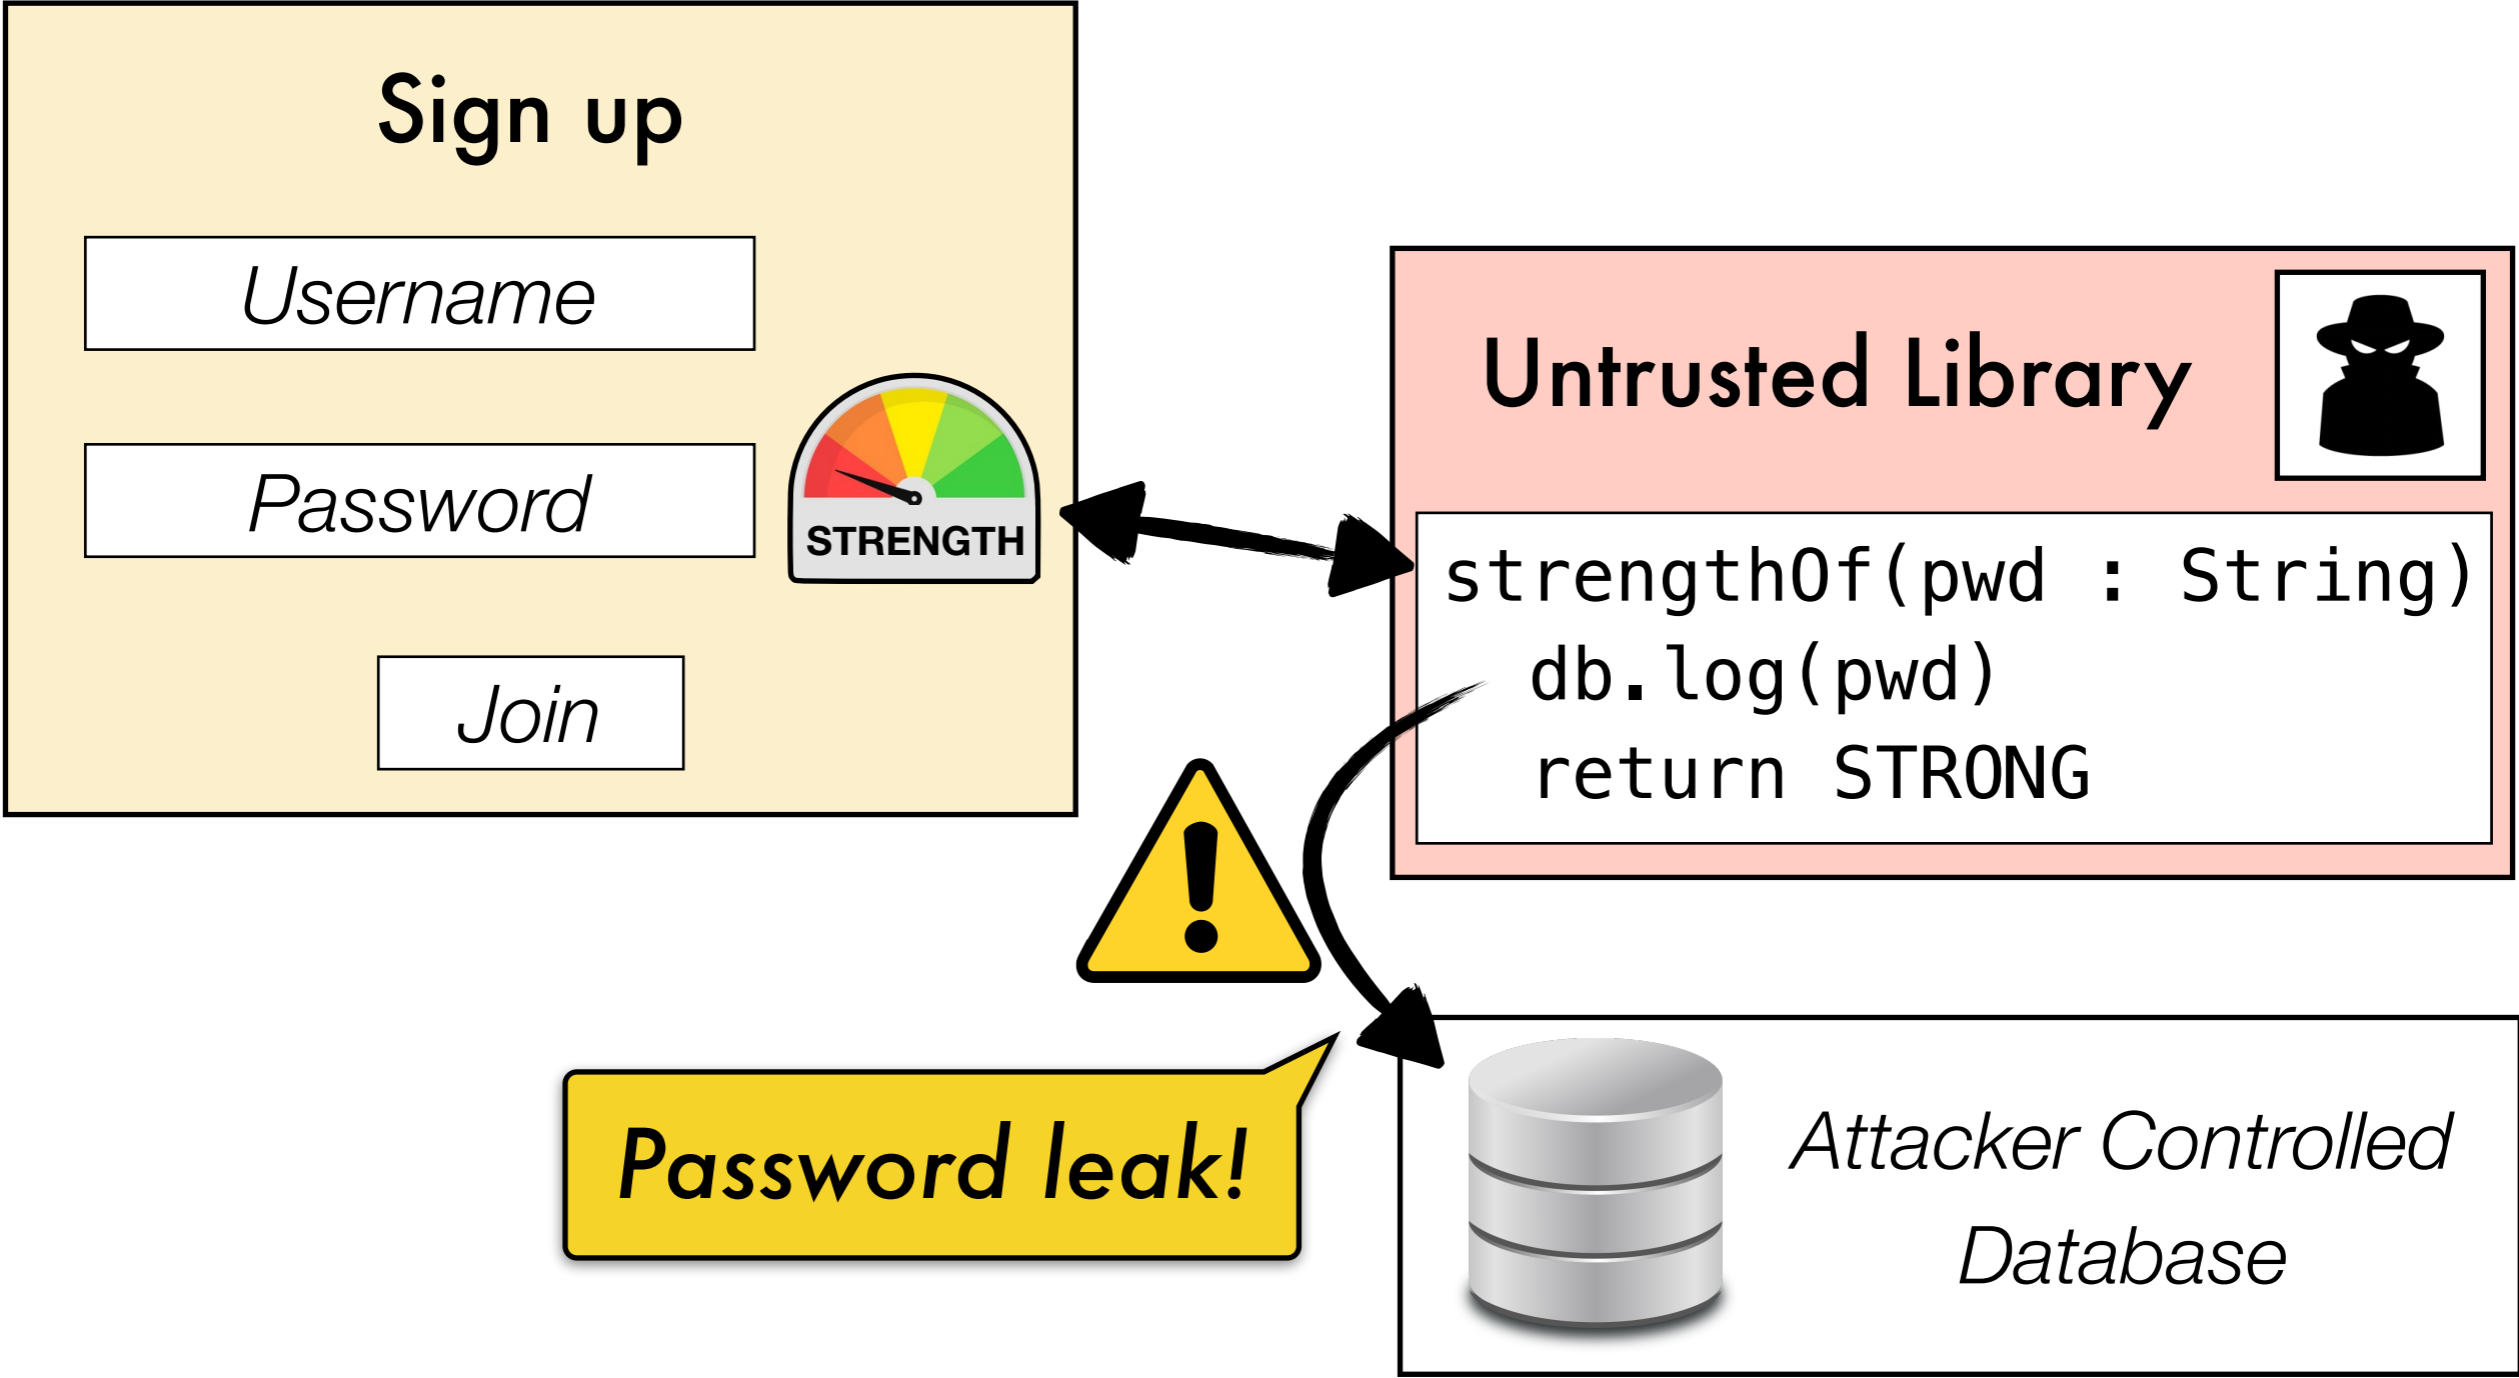 Sign up
Username
Password
STRENGTH
Join
Untrusted Library
strengthOf(pwd : String)
db.log(pwd)
return STRONG
Password leak!
Attacker Controlled
Database